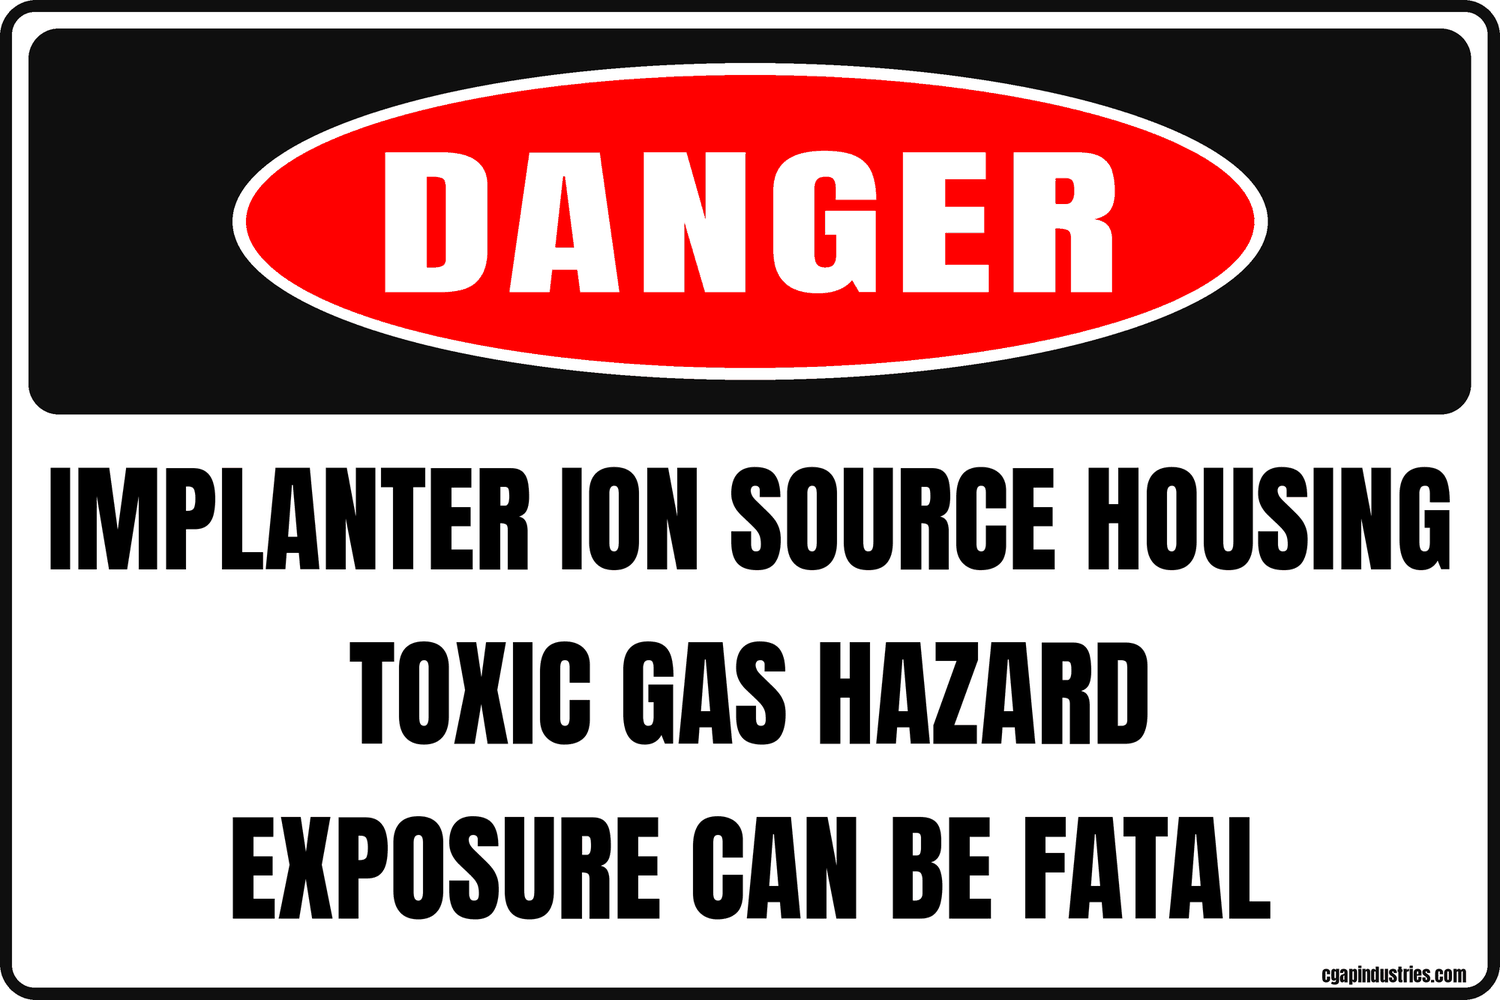 DANGER
IMPLANTER ION SOURCE HOUSING
TOXIC GAS HAZARD
EXPOSURE CAN BE FATAL
cgapindustries.com